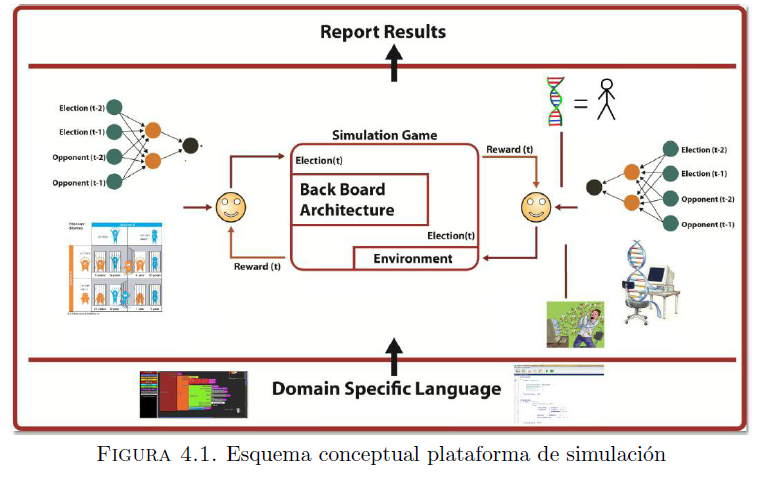 Report Results
Election (t-2)
Election (t-1)
Opponent (t-2)
Opponent (t-1)
Simulation Game
Election(t)
Back Board
Architecture
Election(t)
Environment
Reward (t)
Reward (t)
Election (t-2)
Election (t-1)
Opponent (t-2)
Opponent (t-1)
=
Domain Specific Language
FIGURA 4.1. Esquema conceptual plataforma de simulación